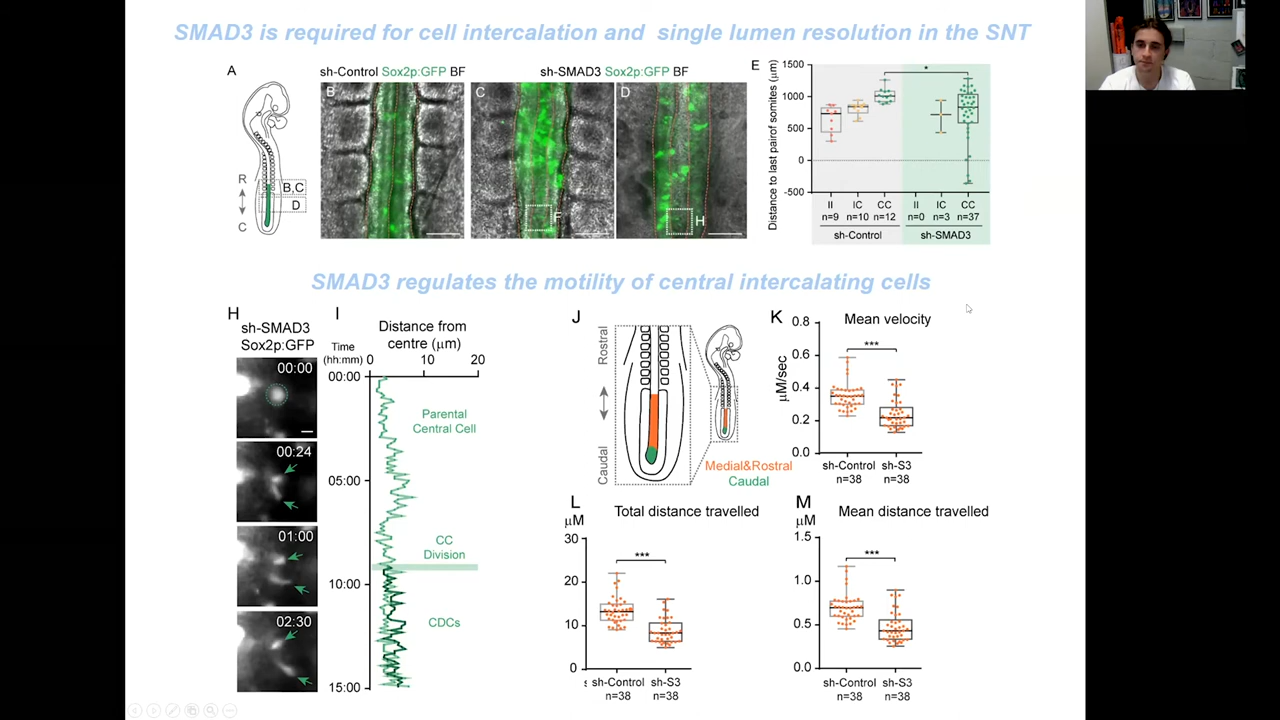 SMAD3 is required for cell intercalation and single lumen resolution in the SNT
A
sh-Control Sox2p:GFP BF
sh-SMAD3 Sox2p:GFP BF
B
C
D
F
H
R
C
B,C
D
E
Distance to last pairof somites (μm)
1500
1000
500
0
-500
*
II
IC
CC
II
IC
CC
n=9
n=10
n=12
n=0
n=3
n=37
sh-Control
sh-SMAD3
SMAD3 regulates the motility of central intercalating cells
H
sh-SMAD3
Sox2p:GFP
00:00
00:24
01:00
02:30
I
Distance from
centre (μm)
Time
(hh:mm)
0
10
20
00:00
05:00
10:00
15:00
Parental
Central Cell
CC
Division
CDCs
J
Rostral
Caudal
Medial&Rostral
Caudal
K
Mean velocity
μM/sec
0.8
0.6
0.4
0.2
0.0
***
sh-Control
sh-S3
n=38
n=38
L
Total distance travelled
μM
30
20
10
0
***
sh-Control
sh-S3
n=38
n=38
M
Mean distance travelled
μM
1.5
1.0
0.5
0.0
***
sh-Control
sh-S3
n=38
n=38